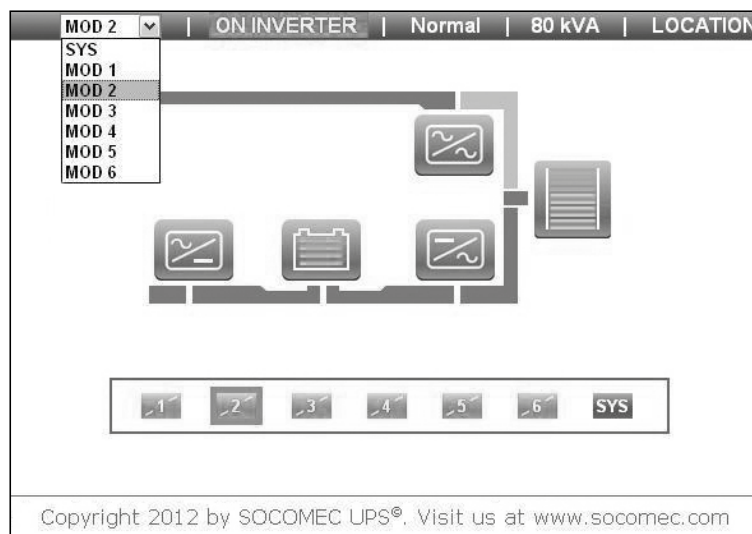 MOD 2 | ON INVERTER | Normal | 80 kVA | LOCATION
SYS
MOD 1
MOD 2
MOD 3
MOD 4
MOD 5
MOD 6
1 2 3 4 5 6 SYS
Copyright 2012 by SOCOMEC UPS®. Visit us at www.socomec.com